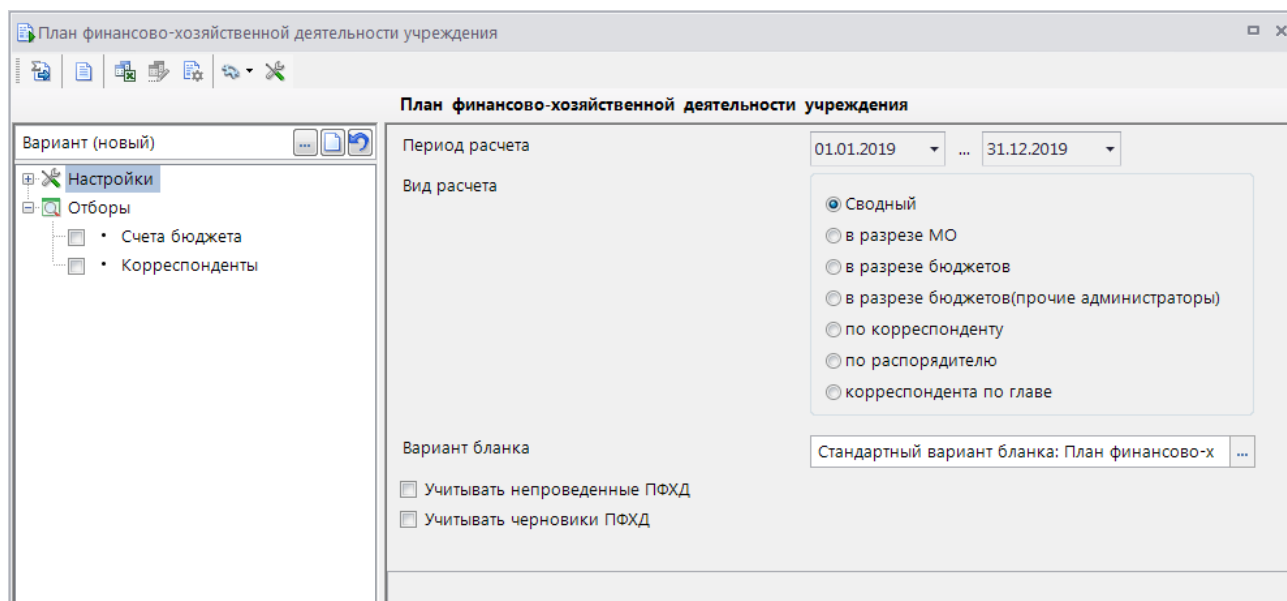 План финансово-хозяйственной деятельности учреждения
План финансово-хозяйственной деятельности учреждения
Вариант (новый)
...
Настройки
Отборы
Счета бюджета
Корреспонденты
Период расчета
01.01.2019 ... 31.12.2019
Вид расчета
Сводный
в разрезе МО
в разрезе бюджетов
в разрезе бюджетов(прочие администраторы)
по корреспонденту
по распорядителю
корреспондента по главе
Вариант бланка
Стандартный вариант бланка: План финансово-х ...
Учитывать непроведенные ПФХД
Учитывать черновики ПФХД